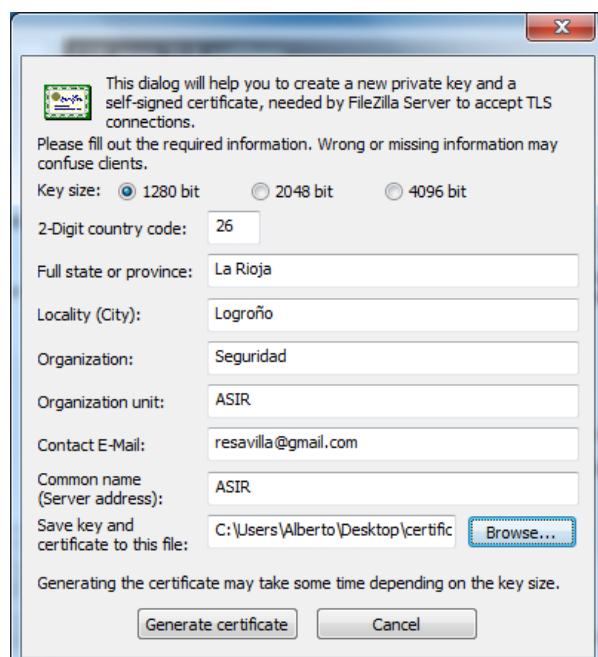 This dialog will help you to create a new private key and a
self-signed certificate, needed by FileZilla Server to accept TLS
connections.
Please fill out the required information. Wrong or missing information may
confuse clients.
Key size: 1280 bit 2048 bit 4096 bit
2-Digit country code: 26
Full state or province: La Rioja
Locality (City): Logroño
Organization: Seguridad
Organization unit: ASIR
Contact E-Mail: resavilla@gmail.com
Common name
(Server address): ASIR
Save key and
certificate to this file: C:\Users\Alberto\Desktop\certific Browse...
Generating the certificate may take some time depending on the key size.
Generate certificate Cancel